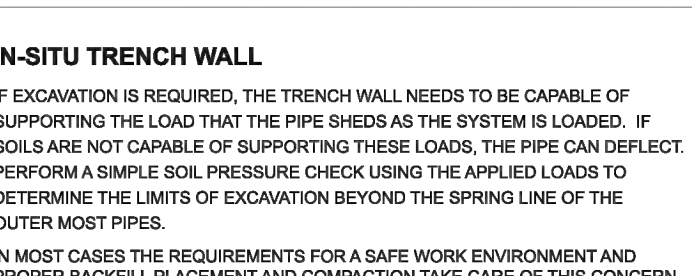 N-SITU TRENCH WALL
F EXCAVATION IS REQUIRED, THE TRENCH WALL NEEDS TO BE CAPABLE OF
SUPPORTING THE LOAD THAT THE PIPE SHEDS AS THE SYSTEM IS LOADED. IF
SOILS ARE NOT CAPABLE OF SUPPORTING THESE LOADS, THE PIPE CAN DEFLECT.
PERFORM A SIMPLE SOIL PRESSURE CHECK USING THE APPLIED LOADS TO
DETERMINE THE LIMITS OF EXCAVATION BEYOND THE SPRING LINE OF THE
OUTER MOST PIPES.
N MOST CASES THE REQUIREMENTS FOR A SAFE WORK ENVIRONMENT AND
PROPER BACKFILL PLACEMENT AND COMPACTION TAKE CARE OF THIS CONCERN